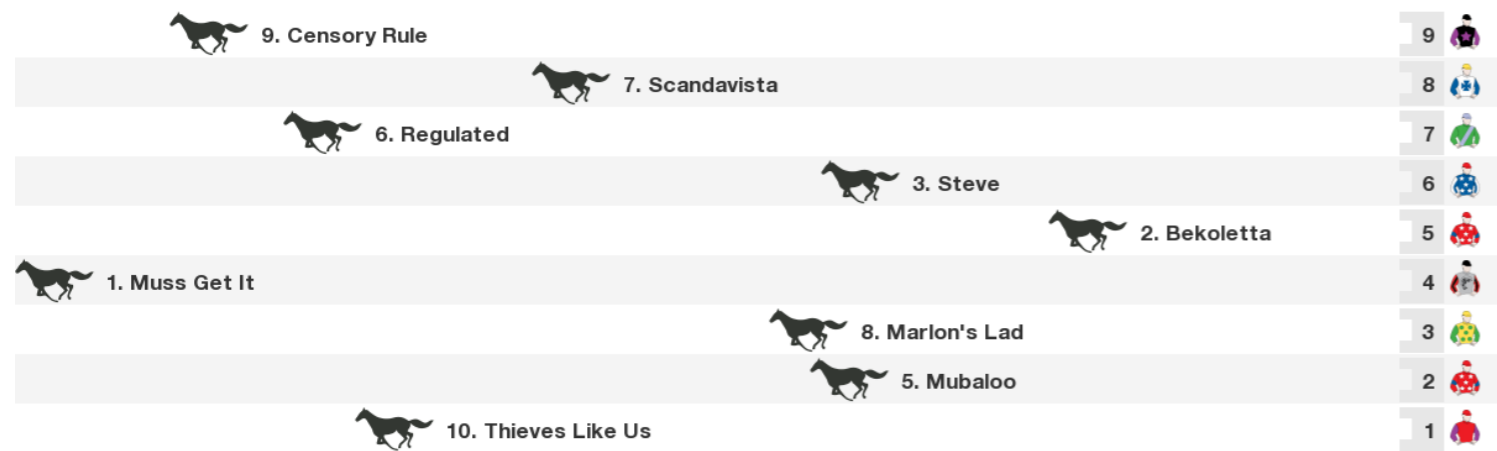 9. Censory Rule 9
7. Scandavista 8
6. Regulated 7
3. Steve 6
2. Bekoletta 5
1. Muss Get It 4
8. Marlon's Lad 3
5. Mubaloo 2
10. Thieves Like Us 1